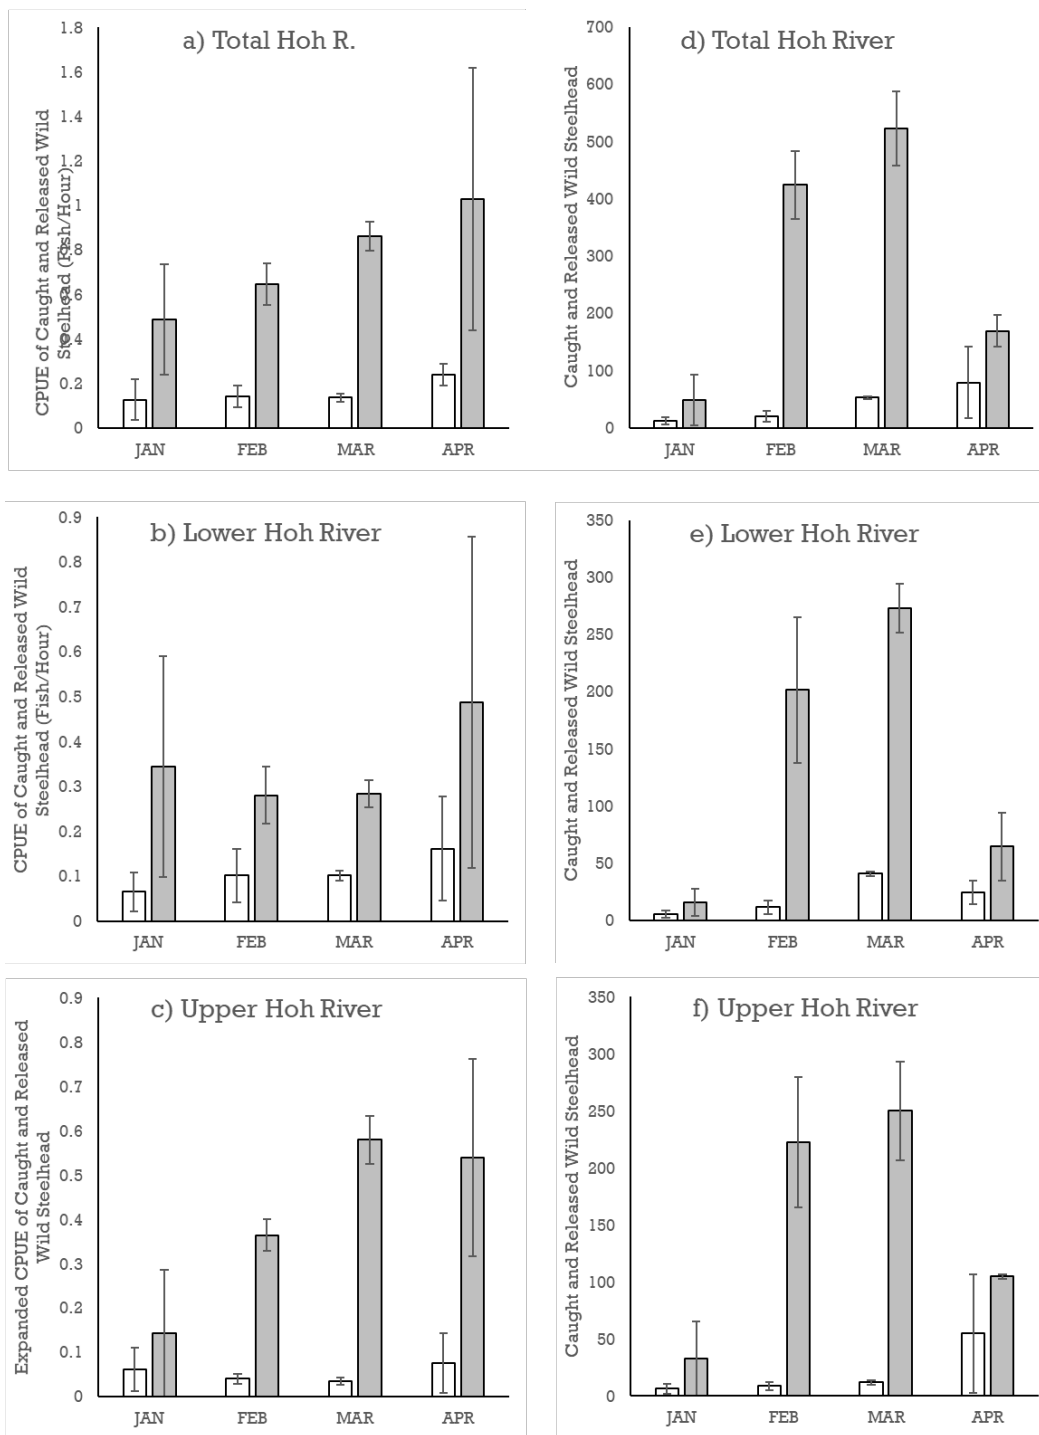 a) Total Hoh R.
CPUE of Caught and Released Wild
Steelhead (Fish/Hour)
1.8
1.6
1.4
1.2
1
0.8
0.6
0.4
0.2
0
JAN FEB MAR APR
d) Total Hoh River
Caught and Released Wild Steelhead
700
600
500
400
300
200
100
0
JAN FEB MAR APR
b) Lower Hoh River
CPUE of Caught and Released Wild
Steelhead (Fish/Hour)
0.9
0.8
0.7
0.6
0.5
0.4
0.3
0.2
0.1
0
JAN FEB MAR APR
e) Lower Hoh River
Caught and Released Wild Steelhead
350
300
250
200
150
100
50
0
JAN FEB MAR APR
c) Upper Hoh River
Expanded CPUE of Caught and Released
Wild Steelhead
0.9
0.8
0.7
0.6
0.5
0.4
0.3
0.2
0.1
0
JAN FEB MAR APR
f) Upper Hoh River
Caught and Released Wild Steelhead
350
300
250
200
150
100
50
0
JAN FEB MAR APR